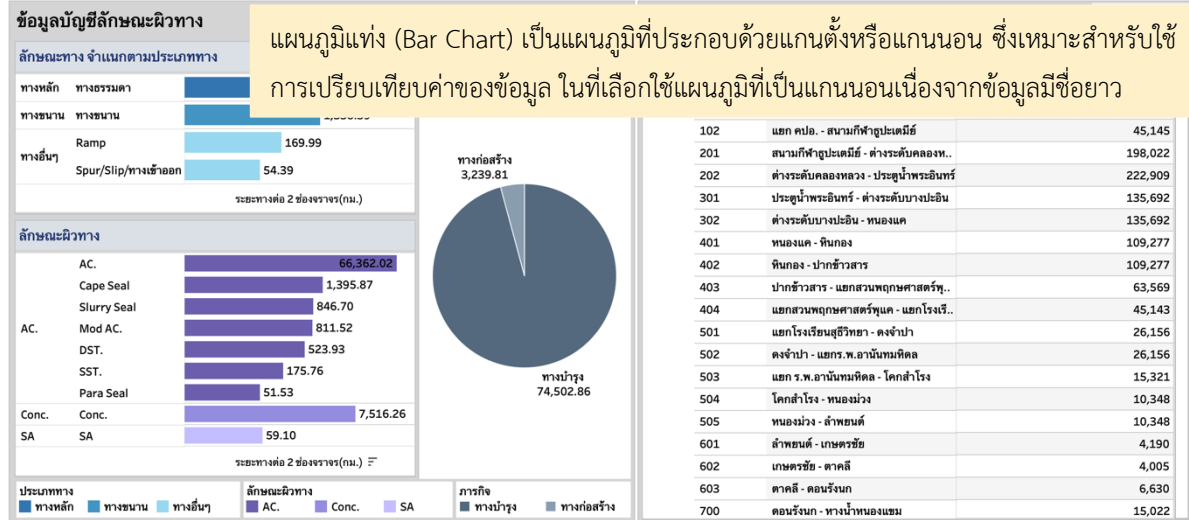 ข้อมูลบัญชีลักษณะผิวทาง
แผนภูมิแท่ง (Bar Chart) เป็นแผนภูมิที่ประกอบด้วยแกนตั้งหรือแกนนอน ซึ่งเหมาะสำหรับใช้
การเปรียบเทียบค่าของข้อมูล ในที่เลือกใช้แผนภูมิที่เป็นแกนนอนเนื่องจากข้อมูลมีชื่อยาว
ลักษณะทาง จำแนกตามประเภททาง
ทางหลัก ทางธรรมดา
ทางขนาน ทางขนาน
ทางอื่นๆ
Ramp 169.99
Spur/Slip/ทางเข้าออก 54.39
ระยะทางต่อ 2 ช่องจราจร(กม.)
ลักษณะผิวทาง
AC.
AC. 66,362.02
Cape Seal 1,395.87
Slurry Seal 846.70
Mod AC. 811.52
DST. 523.93
SST. 175.76
Para Seal 51.53
Conc. Conc. 7,516.26
SA SA 59.10
ระยะทางต่อ 2 ช่องจราจร(กม.)
ทางก่อสร้าง
3,239.81
ทางบำรุง
74,502.86
102 แยก คปอ. - สนามกีฬาธูปะเตมีย์ 45,145
201 สนามกีฬาธูปะเตมีย์ - ต่างระดับคลองห.. 198,022
202 ต่างระดับคลองหลวง - ประตูน้ำพระอินทร์ 222,909
301 ประตูน้ำพระอินทร์ - ต่างระดับบางปะอิน 135,692
302 ต่างระดับบางปะอิน - หนองแค 135,692
401 หนองแค - หินกอง 109,277
402 หินกอง - ปากข้าวสาร 109,277
403 ปากข้าวสาร - แยกสวนพฤกษศาสตร์พุ.. 63,569
404 แยกสวนพฤกษศาสตร์พุแค - แยกโรงเรี.. 45,143
501 แยกโรงเรียนสุธีวิทยา - ดงจำปา 26,156
502 ดงจำปา - แยกร.พ.อานันทมหิดล 26,156
503 แยก ร.พ.อานันทมหิดล - โคกสำโรง 15,321
504 โคกสำโรง - หนองม่วง 10,348
505 หนองม่วง - ลำพยนต์ 10,348
601 ลำพยนต์ - เกษตรชัย 4,190
602 เกษตรชัย - ตาคลี 4,005
603 ตาคลี - ดอนรังนก 6,630
700 ดอนรังนก - ทางน้ำหนองแขม 15,022
ประเภททาง
ทางหลัก ทางขนาน ทางอื่นๆ
ลักษณะผิวทาง
AC. Conc. SA
ภารกิจ
ทางบำรุง ทางก่อสร้าง